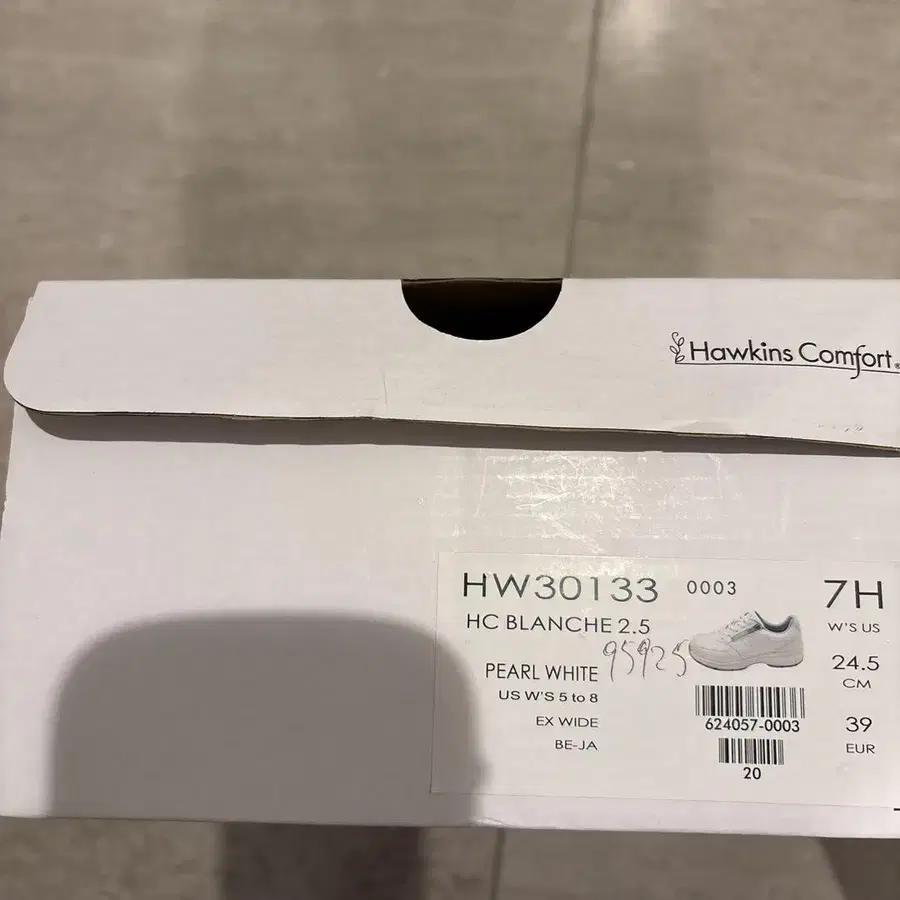 Hawkins Comfort®
HW30133 0003 7H
HC BLANCHE 2.5 W'S US
95925
PEARL WHITE 24.5
US W'S 5 to 8 CM
EX WIDE 624057-0003 39
BE-JA EUR
20